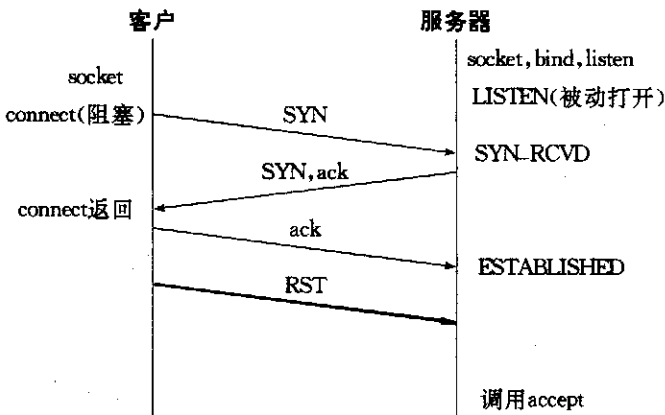 客户
服务器
socket
socket,bind,listen
LISTEN(被动打开)
connect(阻塞)
SYN
SYN-RCVD
SYN,ack
connect返回
ack
ESTABLISHED
RST
调用accept